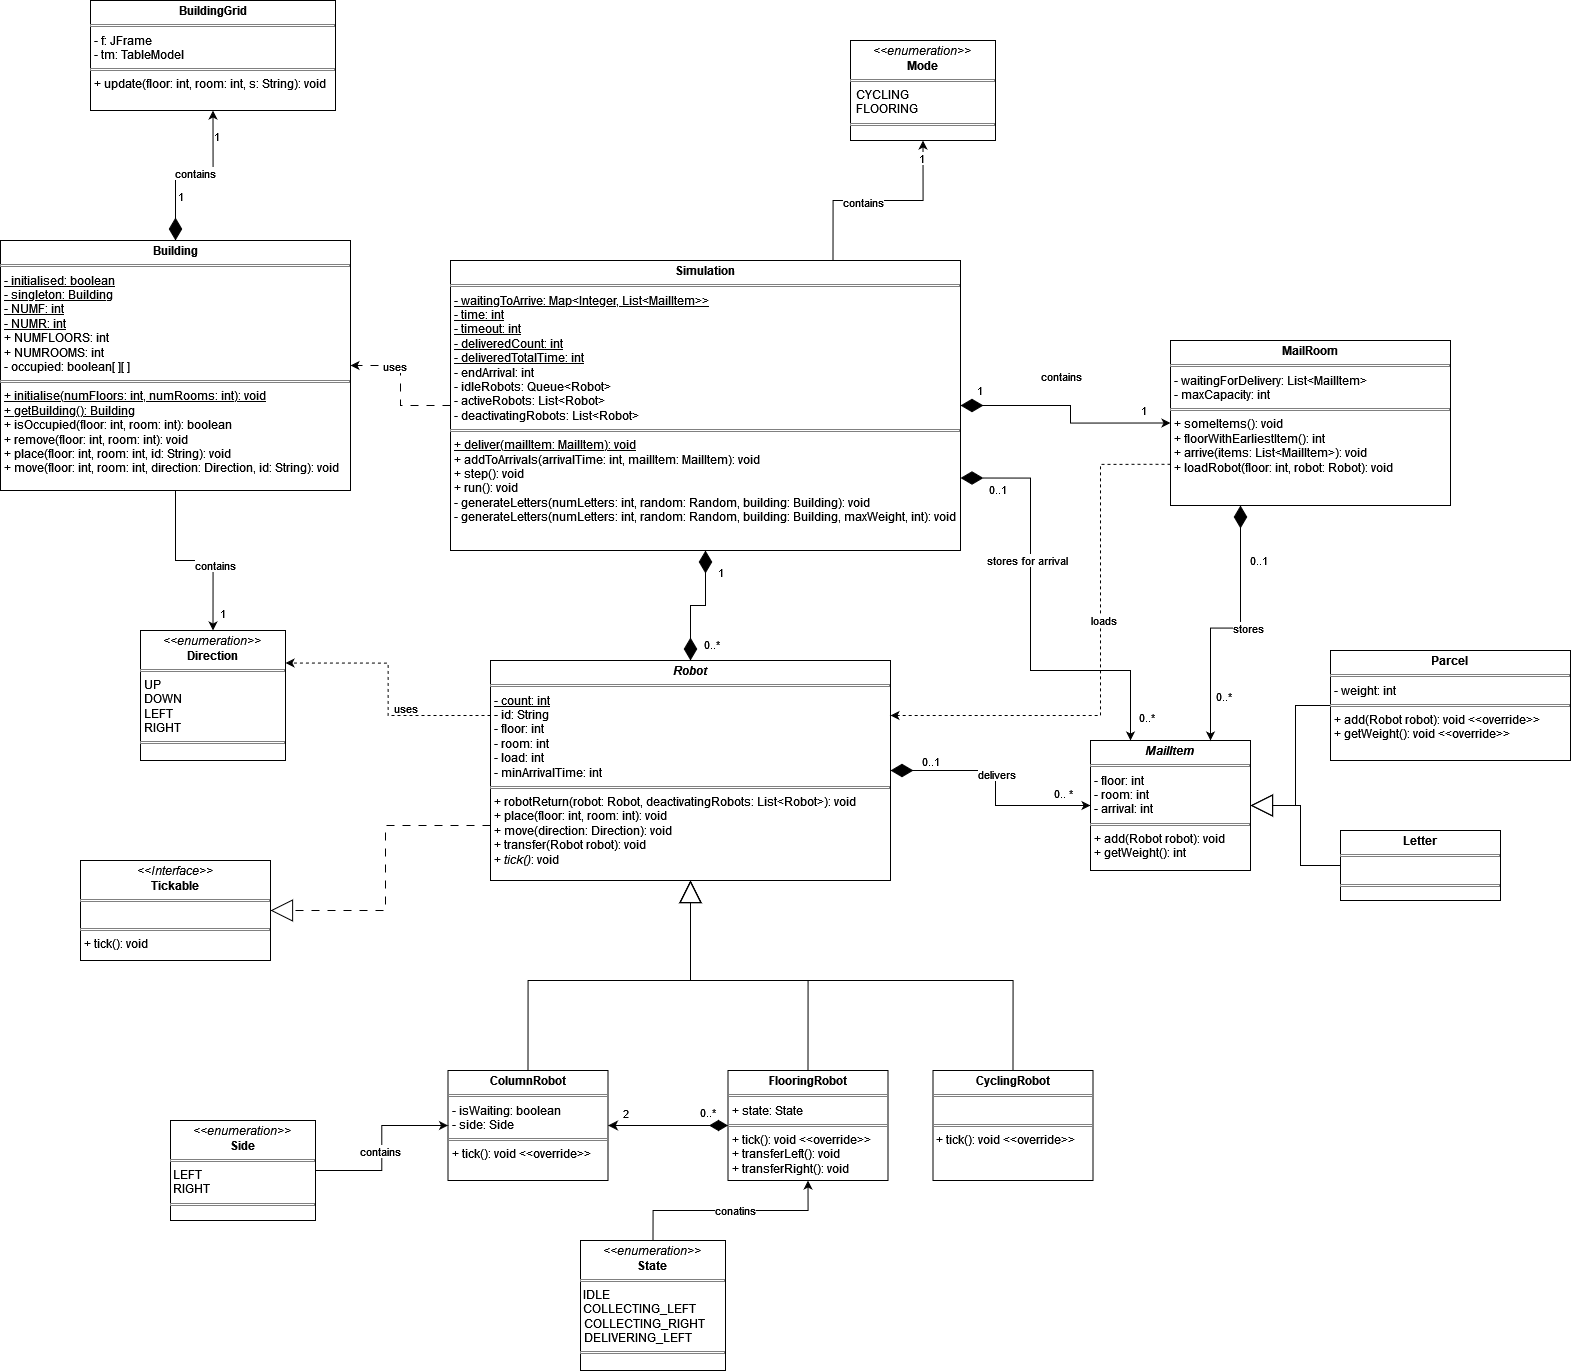 BuildingGrid
- f: JFrame
- tm: TableModel
+ update(floor: int, room: int, s: String): void
1
contains
1
<<enumeration>>
Mode
CYCLING
FLOORING
1
contains
Building
- initialised: boolean
- singleton: Building
- NUMF: int
- NUMR: int
+ NUMFLOORS: int
+ NUMROOMS: int
- occupied: boolean[ ][ ]
+ initialise(numFloors: int, numRooms: int): void
+ getBuilding(): Building
+ isOccupied(floor: int, room: int): boolean
+ remove(floor: int, room: int): void
+ place(floor: int, room: int, id: String): void
+ move(floor: int, room: int, direction: Direction, id: String): void
uses
Simulation
- waitingToArrive: Map<Integer, List<MailItem>>
- time: int
- timeout: int
- deliveredCount: int
- deliveredTotalTime: int
- endArrival: int
- idleRobots: Queue<Robot>
- activeRobots: List<Robot>
- deactivatingRobots: List<Robot>
+ deliver(mailItem: MailItem): void
+ addToArrivals(arrivalTime: int, mailItem: MailItem): void
+ step(): void
+ run(): void
- generateLetters(numLetters: int, random: Random, building: Building): void
- generateLetters(numLetters: int, random: Random, building: Building, maxWeight, int): void
1
contains
1
MailRoom
- waitingForDelivery: List<MailItem>
- maxCapacity: int
+ someItems(): void
+ floorWithEarliestItem(): int
+ arrive(items: List<MailItem>): void
+ loadRobot(floor: int, robot: Robot): void
0..1
stores for arrival
0..*
0..1
stores
0..*
loads
contains
1
<<enumeration>>
Direction
UP
DOWN
LEFT
RIGHT
uses
1
0..*
Robot
- count: int
- id: String
- floor: int
- room: int
- load: int
- minArrivalTime: int
+ robotReturn(robot: Robot, deactivatingRobots: List<Robot>): void
+ place(floor: int, room: int): void
+ move(direction: Direction): void
+ transfer(Robot robot): void
+ tick(): void
0..1
delivers
0.. *
MailItem
- floor: int
- room: int
- arrival: int
+ add(Robot robot): void
+ getWeight(): int
Parcel
- weight: int
+ add(Robot robot): void <<override>>
+ getWeight(): void <<override>>
Letter
<<Interface>>
Tickable
+ tick(): void
ColumnRobot
- isWaiting: boolean
- side: Side
+ tick(): void <<override>>
2
0..*
FlooringRobot
+ state: State
+ tick(): void <<override>>
+ transferLeft(): void
+ transferRight(): void
CyclingRobot
+ tick(): void <<override>>
<<enumeration>>
Side
LEFT
RIGHT
contains
conatins
<<enumeration>>
State
IDLE
COLLECTING_LEFT
COLLECTING_RIGHT
DELIVERING_LEFT